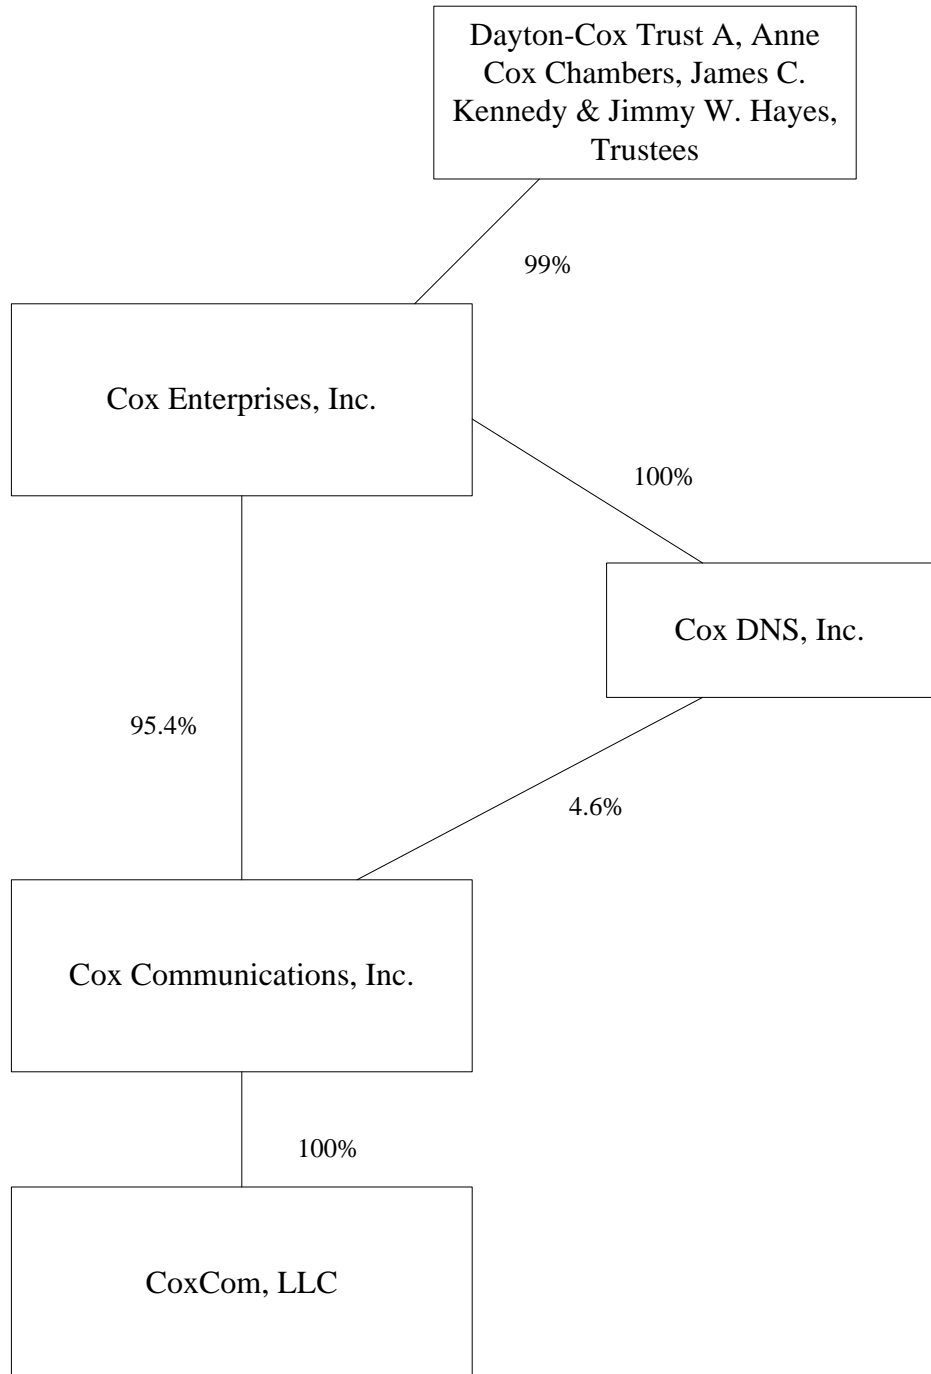 Dayton-Cox Trust A, Anne
Cox Chambers, James C.
Kennedy & Jimmy W. Hayes,
Trustees
99%
Cox Enterprises, Inc.
100%
Cox DNS, Inc.
95.4%
4.6%
Cox Communications, Inc.
100%
CoxCom, LLC